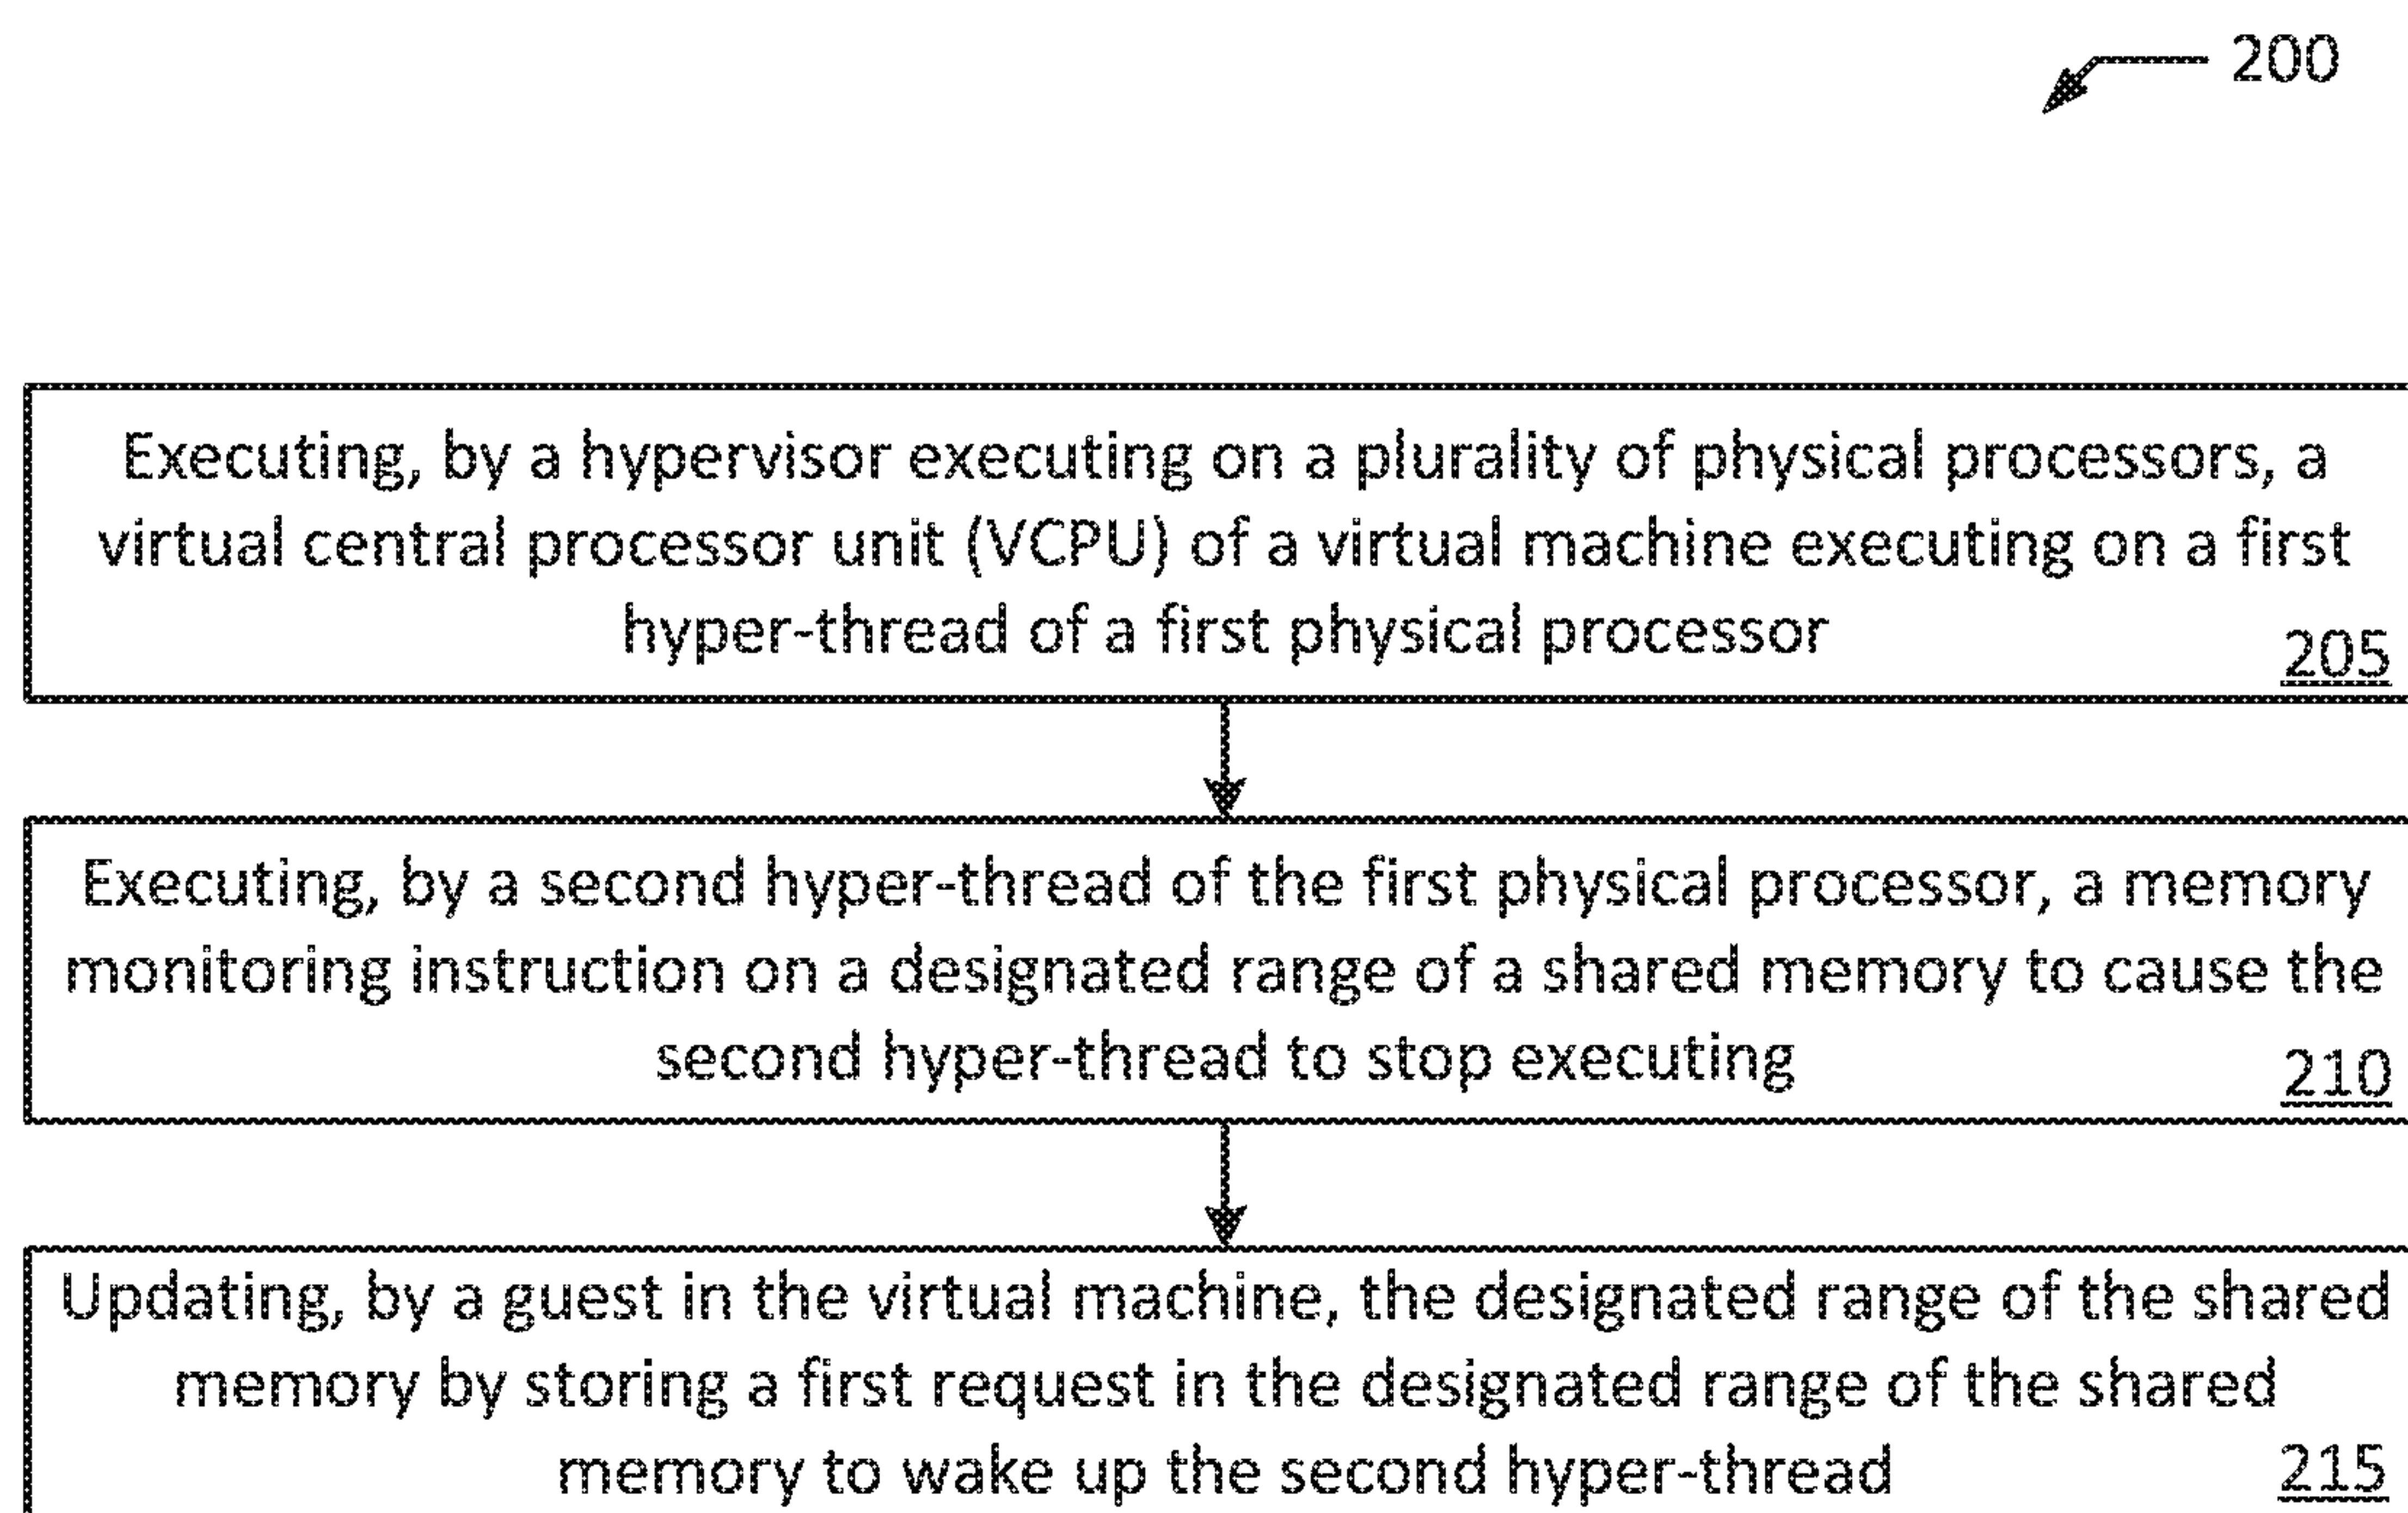 200
Executing, by a hypervisor executing on a plurality of physical processors, a
virtual central processor unit (VCPU) of a virtual machine executing on a first
hyper-thread of a first physical processor
205
Executing, by a second hyper-thread of the first physical processor, a memory
monitoring instruction on a designated range of a shared memory to cause the
second hyper-thread to stop executing
210
Updating, by a guest in the virtual machine, the designated range of the shared
memory by storing a first request in the designated range of the shared
memory to wake up the second hyper-thread
215